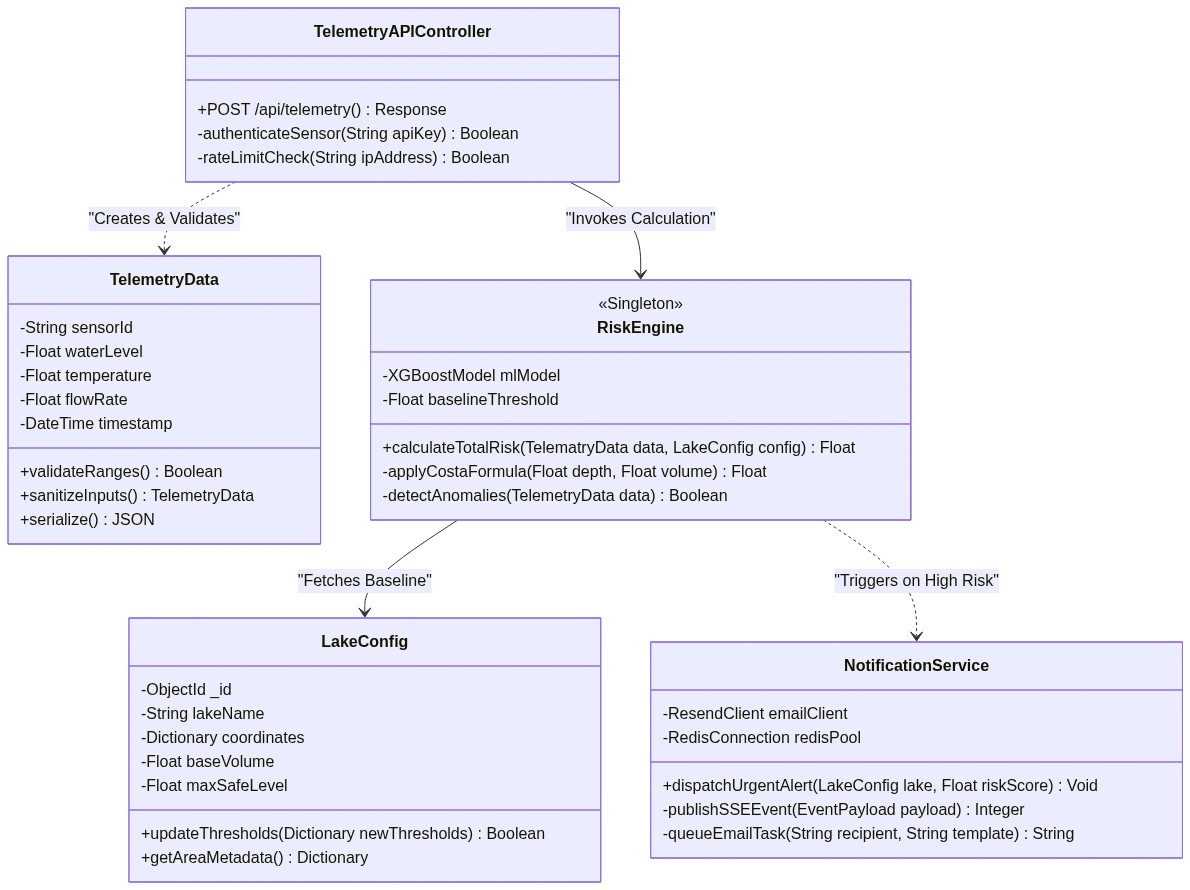 TelemetryAPIController
+POST /api/telemetry() : Response
-authenticateSensor(String apiKey) : Boolean
-rateLimitCheck(String ipAddress) : Boolean
"Creates & Validates"
"Invokes Calculation"
TelemetryData
-String sensorId
-Float waterLevel
-Float temperature
-Float flowRate
-DateTime timestamp
+validateRanges() : Boolean
+sanitizeInputs() : TelemetryData
+serialize() : JSON
«Singleton»
RiskEngine
-XGBoostModel mlModel
-Float baselineThreshold
+calculateTotalRisk(TelematryData data, LakeConfig config) : Float
-applyCostaFormula(Float depth, Float volume) : Float
-detectAnomalies(TelemetryData data) : Boolean
"Fetches Baseline"
"Triggers on High Risk"
LakeConfig
-ObjectId _id
-String lakeName
-Dictionary coordinates
-Float baseVolume
-Float maxSafeLevel
+updateThresholds(Dictionary newThresholds) : Boolean
+getAreaMetadata() : Dictionary
NotificationService
-ResendClient emailClient
-RedisConnection redisPool
+dispatchUrgentAlert(LakeConfig lake, Float riskScore) : Void
-publishSSEEvent(EventPayload payload) : Integer
-queueEmailTask(String recipient, String template) : String